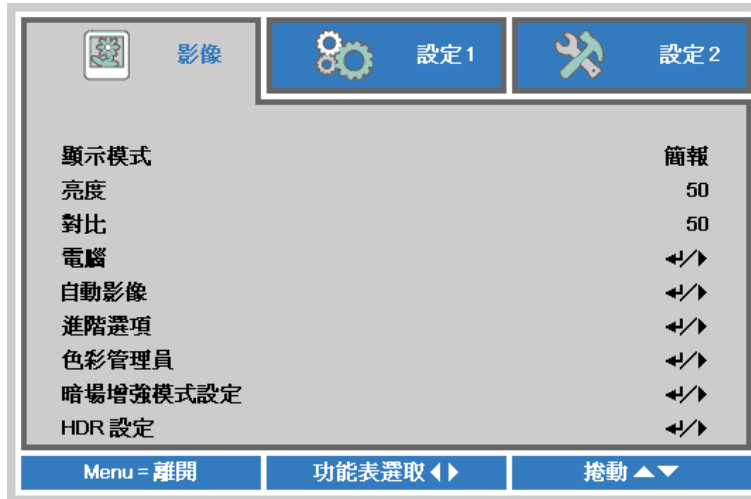 影像 設定1 設定2
顯示模式 簡報
亮度 50
對比 50
電腦 ↵/▶
自動影像 ↵/▶
進階選項 ↵/▶
色彩管理員 ↵/▶
暗場增強模式設定 ↵/▶
HDR 設定 ↵/▶
Menu = 離開 功能表選取 ◀▶ 捲動 ▲▼